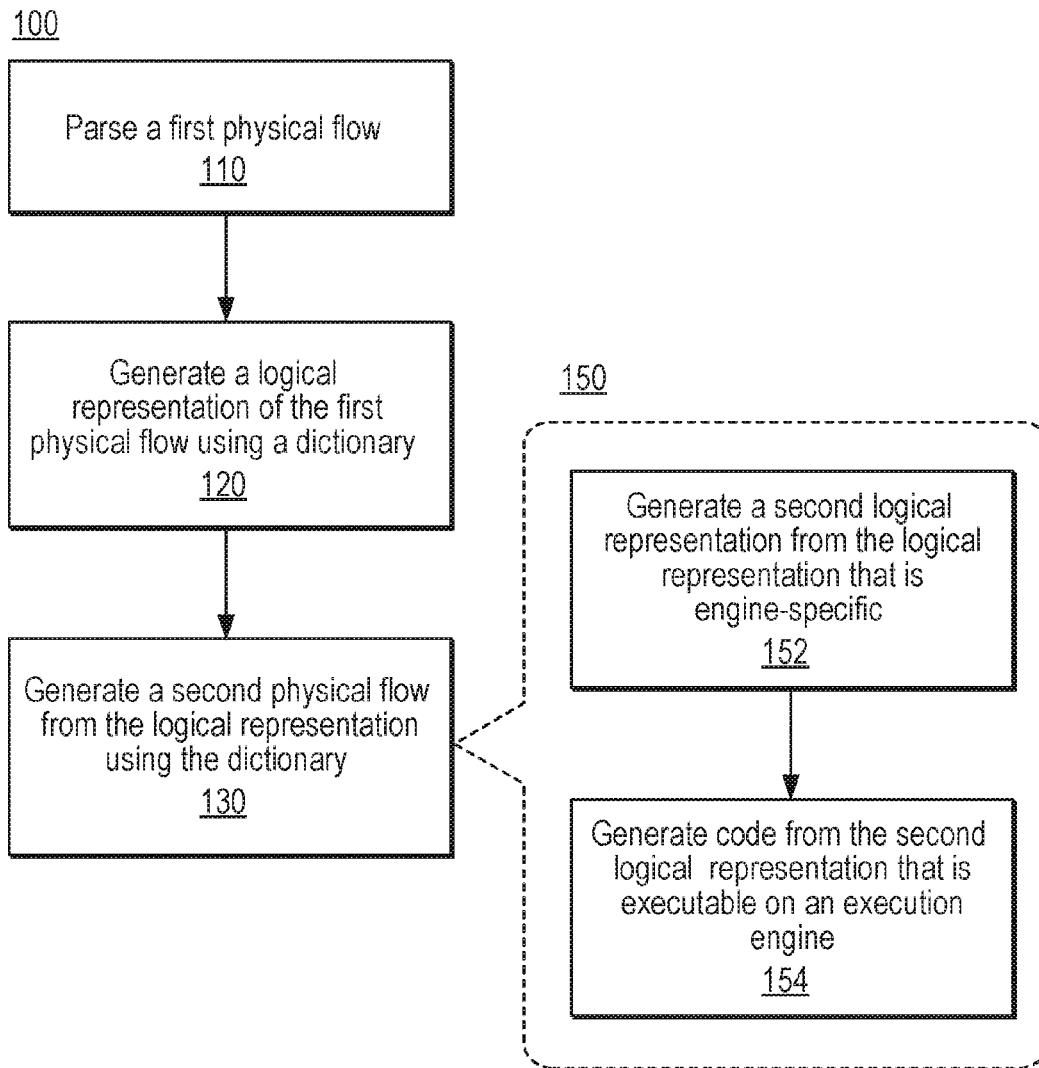 100
Parse a first physical flow
110
Generate a logical
representation of the first
physical flow using a dictionary
120
Generate a second physical flow
from the logical representation
using the dictionary
130
150
Generate a second logical
representation from the logical
representation that is
engine-specific
152
Generate code from the second
logical representation that is
executable on an execution
engine
154